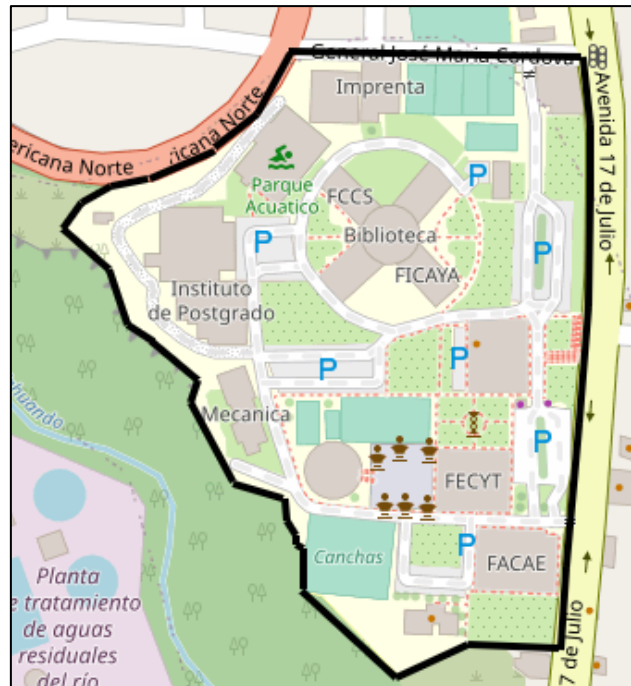 General José María Cordova
Imprenta
Avenida 17 de Julio
ericana Norte
ricana Norte
Parque
Acuatico
FCCS
P
Biblioteca
P
P
FICAYA
Instituto
de Postgrado
P
P
Mecanica
P
FECYT
huando
P
Canchas
FACAE
Planta
e tratamiento
de aguas
residuales
del río
7 de Julio